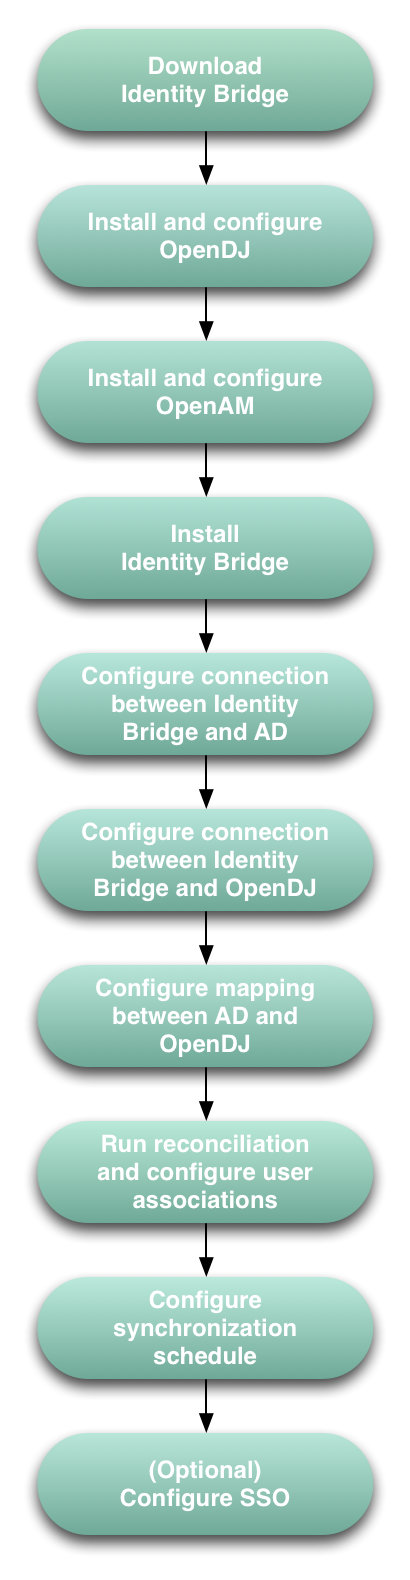 Download
Identity Bridge
Install and configure
OpenDJ
Install and configure
OpenAM
Install
Identity Bridge
Configure connection
between Identity
Bridge and AD
Configure connection
between Identity
Bridge and OpenDJ
Configure mapping
between AD and
OpenDJ
Run reconciliation
and configure user
associations
Configure
synchronization
schedule
(Optional)
Configure SSO